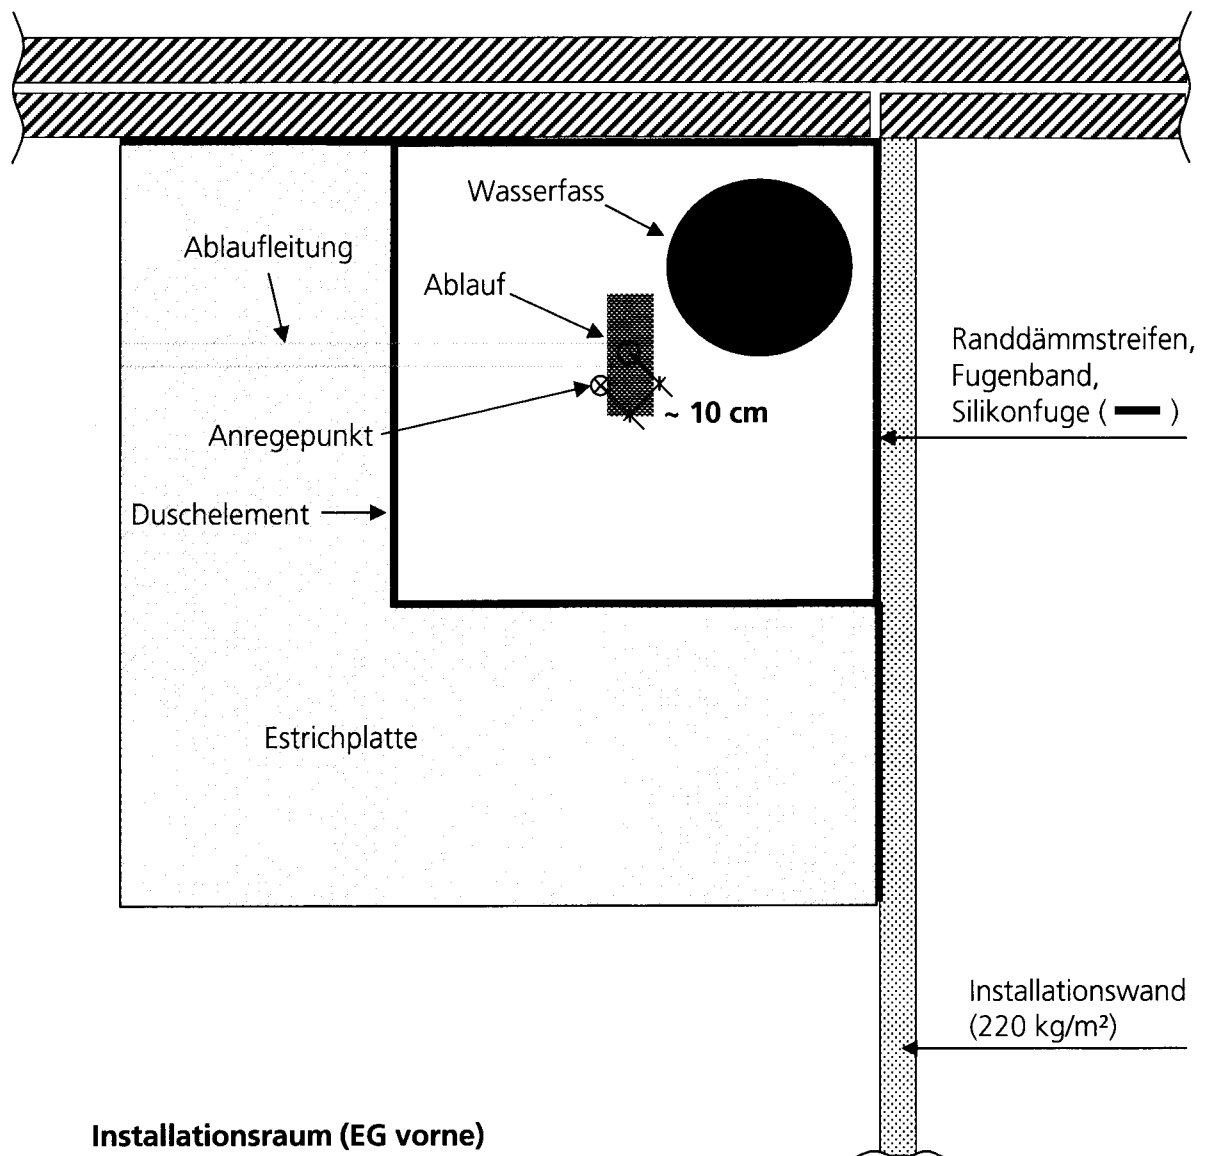 Wasserfass
Ablaufleitung
Ablauf
Randdämmstreifen,
Fugenband,
Silikonfuge ( )
~ 10 cm
Anregepunkt
Duschelement
Estrichplatte
Installationswand
(220 kg/m²)
Installationsraum (EG vorne)